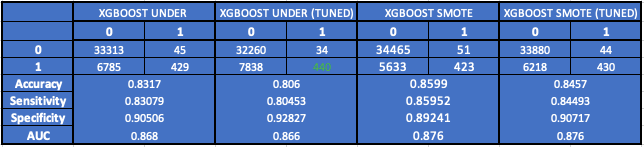 XGBOOST UNDER XGBOOST UNDER (TUNED) XGBOOST SMOTE XGBOOST SMOTE (TUNED)
0 1 0 1 0 1 0 1
0 33313 45 32260 34 34465 51 33880 44
1 6785 429 7838 440 5633 423 6218 430
Accuracy 0.8317 0.806 0.8599 0.8457
Sensitivity 0.83079 0.80453 0.85952 0.84493
Specificity 0.90506 0.92827 0.89241 0.90717
AUC 0.868 0.866 0.876 0.876